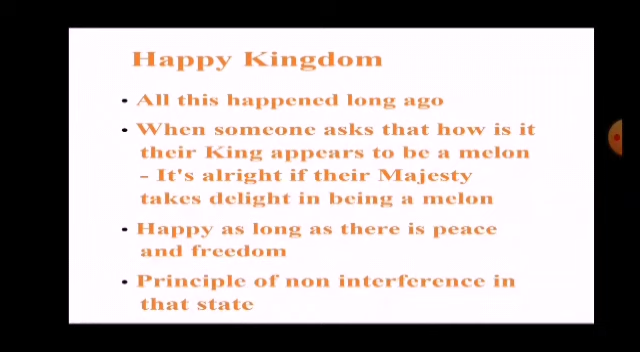 Happy Kingdom
• All this happened long ago
• When someone asks that how is it
their King appears to be a melon
- It's alright if their Majesty
takes delight in being a melon
• Happy as long as there is peace
and freedom
• Principle of non interference in
that state